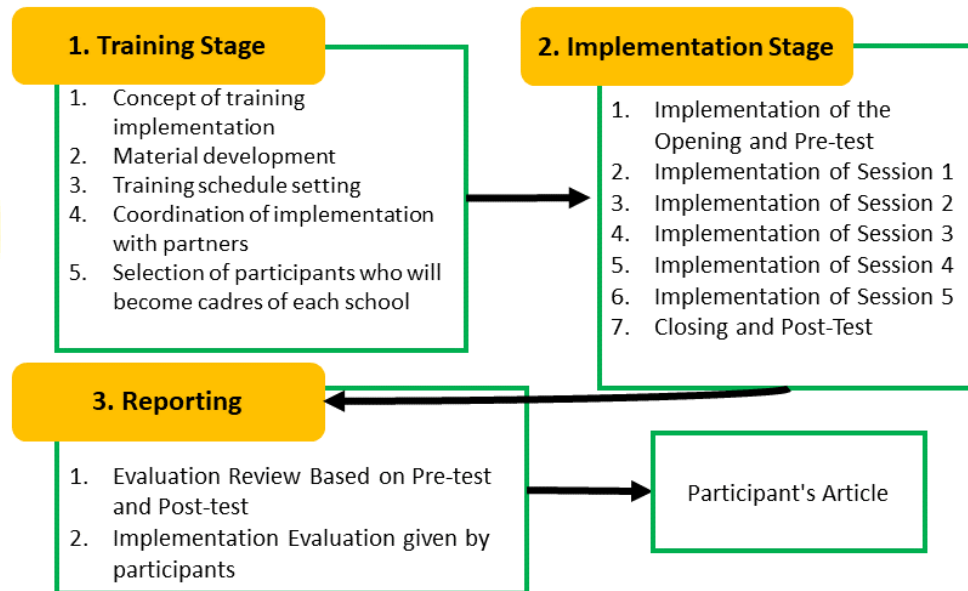 1. Training Stage
1. Concept of training
implementation
2. Material development
3. Training schedule setting
4. Coordination of implementation
with partners
5. Selection of participants who will
become cadres of each school
2. Implementation Stage
1. Implementation of the
Opening and Pre-test
2. Implementation of Session 1
3. Implementation of Session 2
4. Implementation of Session 3
5. Implementation of Session 4
6. Implementation of Session 5
7. Closing and Post-Test
3. Reporting
1. Evaluation Review Based on Pre-test
and Post-test
2. Implementation Evaluation given by
participants
Participant's Article